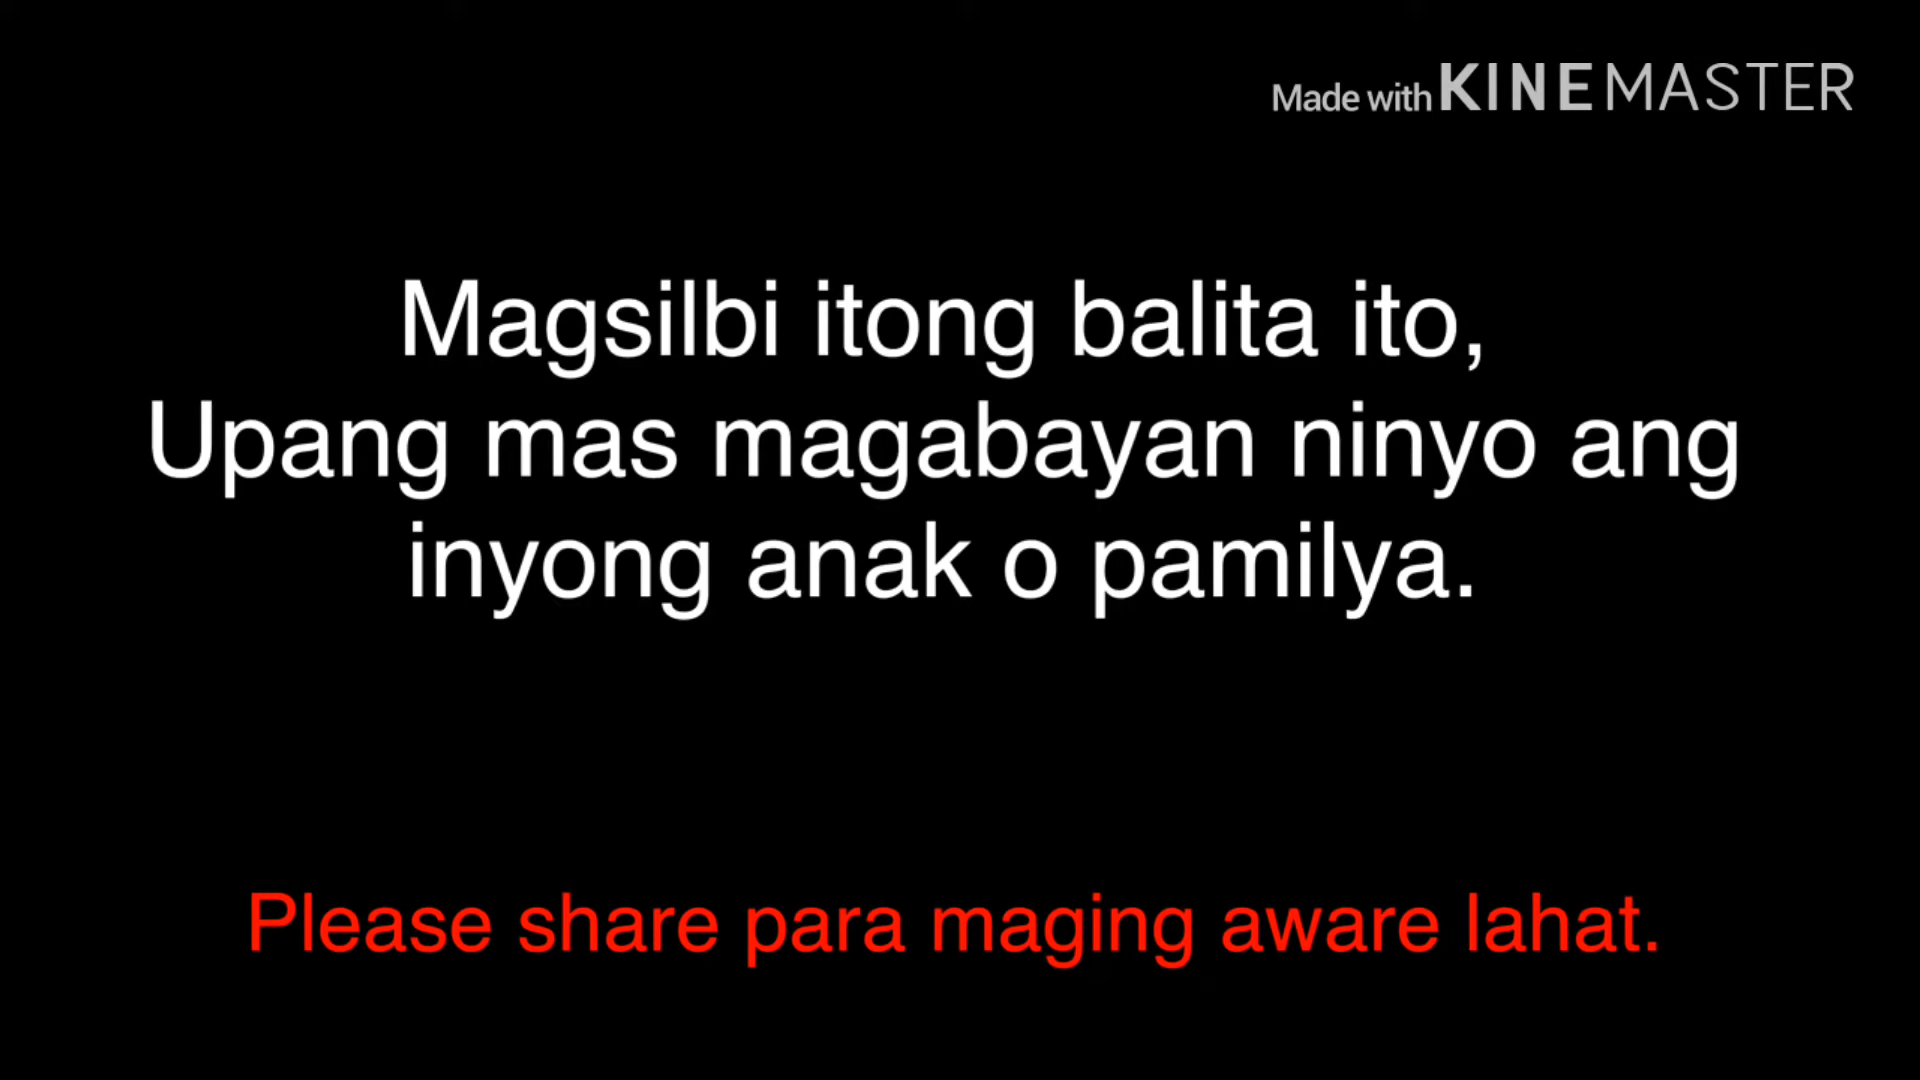 Made with KINEMASTER
Magsilbi itong balita ito,
Upang mas magabayan ninyo ang
inyong anak o pamilya.
Please share para maging aware lahat.